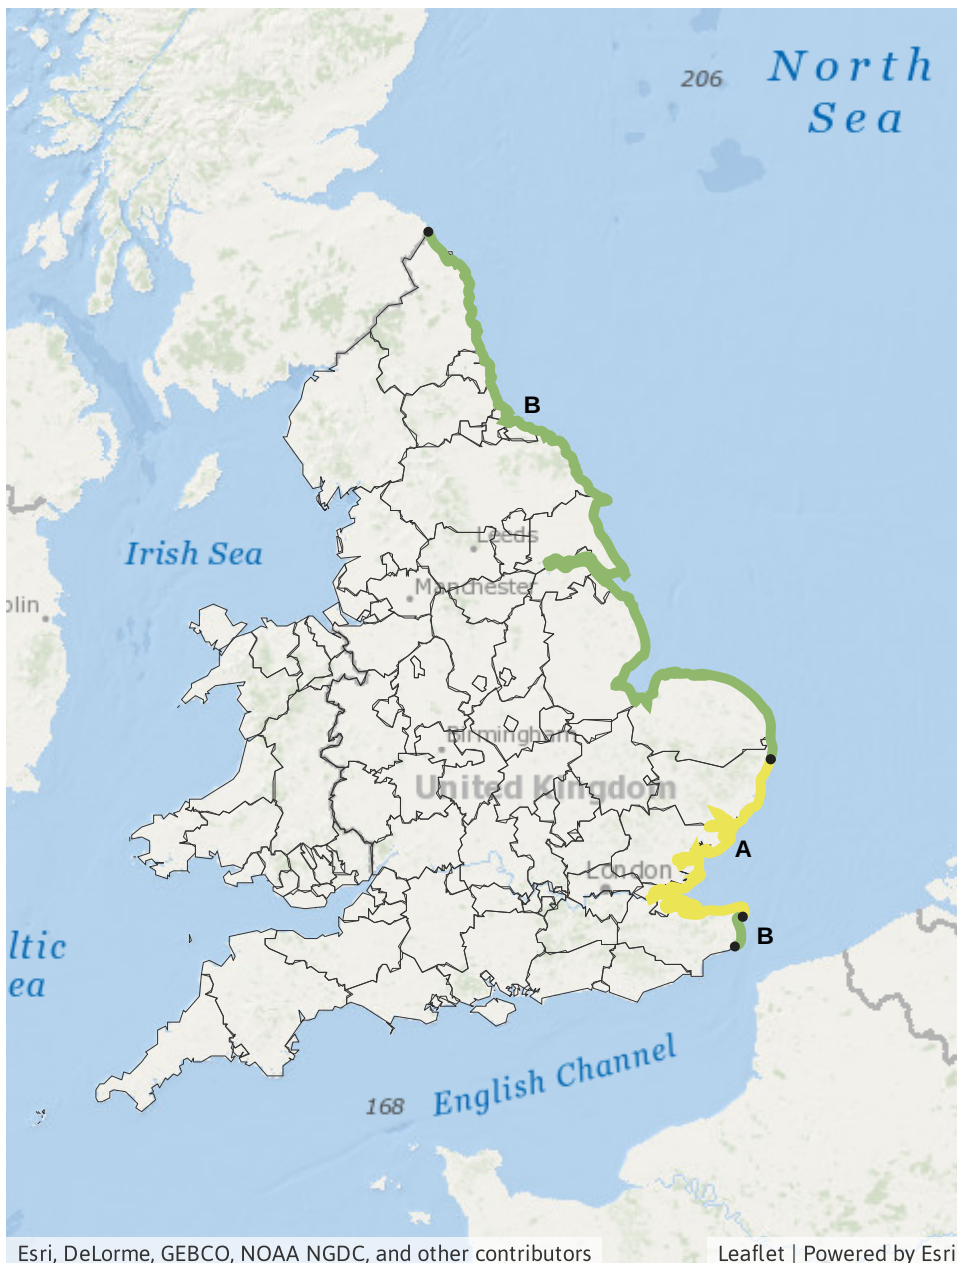 North
Sea
206
B
Leeds
Irish Sea
Manchester
olin
Birmingham
United Kingdom
A
London
B
ltic
ea
English Channel
168
Esri, DeLorme, GEBCO, NOAA NGDC, and other contributors
Leaflet | Powered by Esri